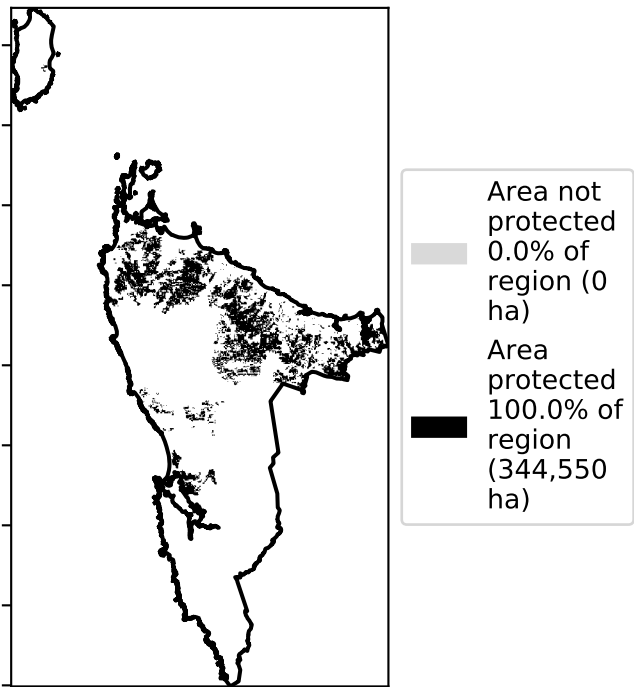 Area not
protected
0.0% of
region (0
ha)
Area
protected
100.0% of
region
(344,550
ha)